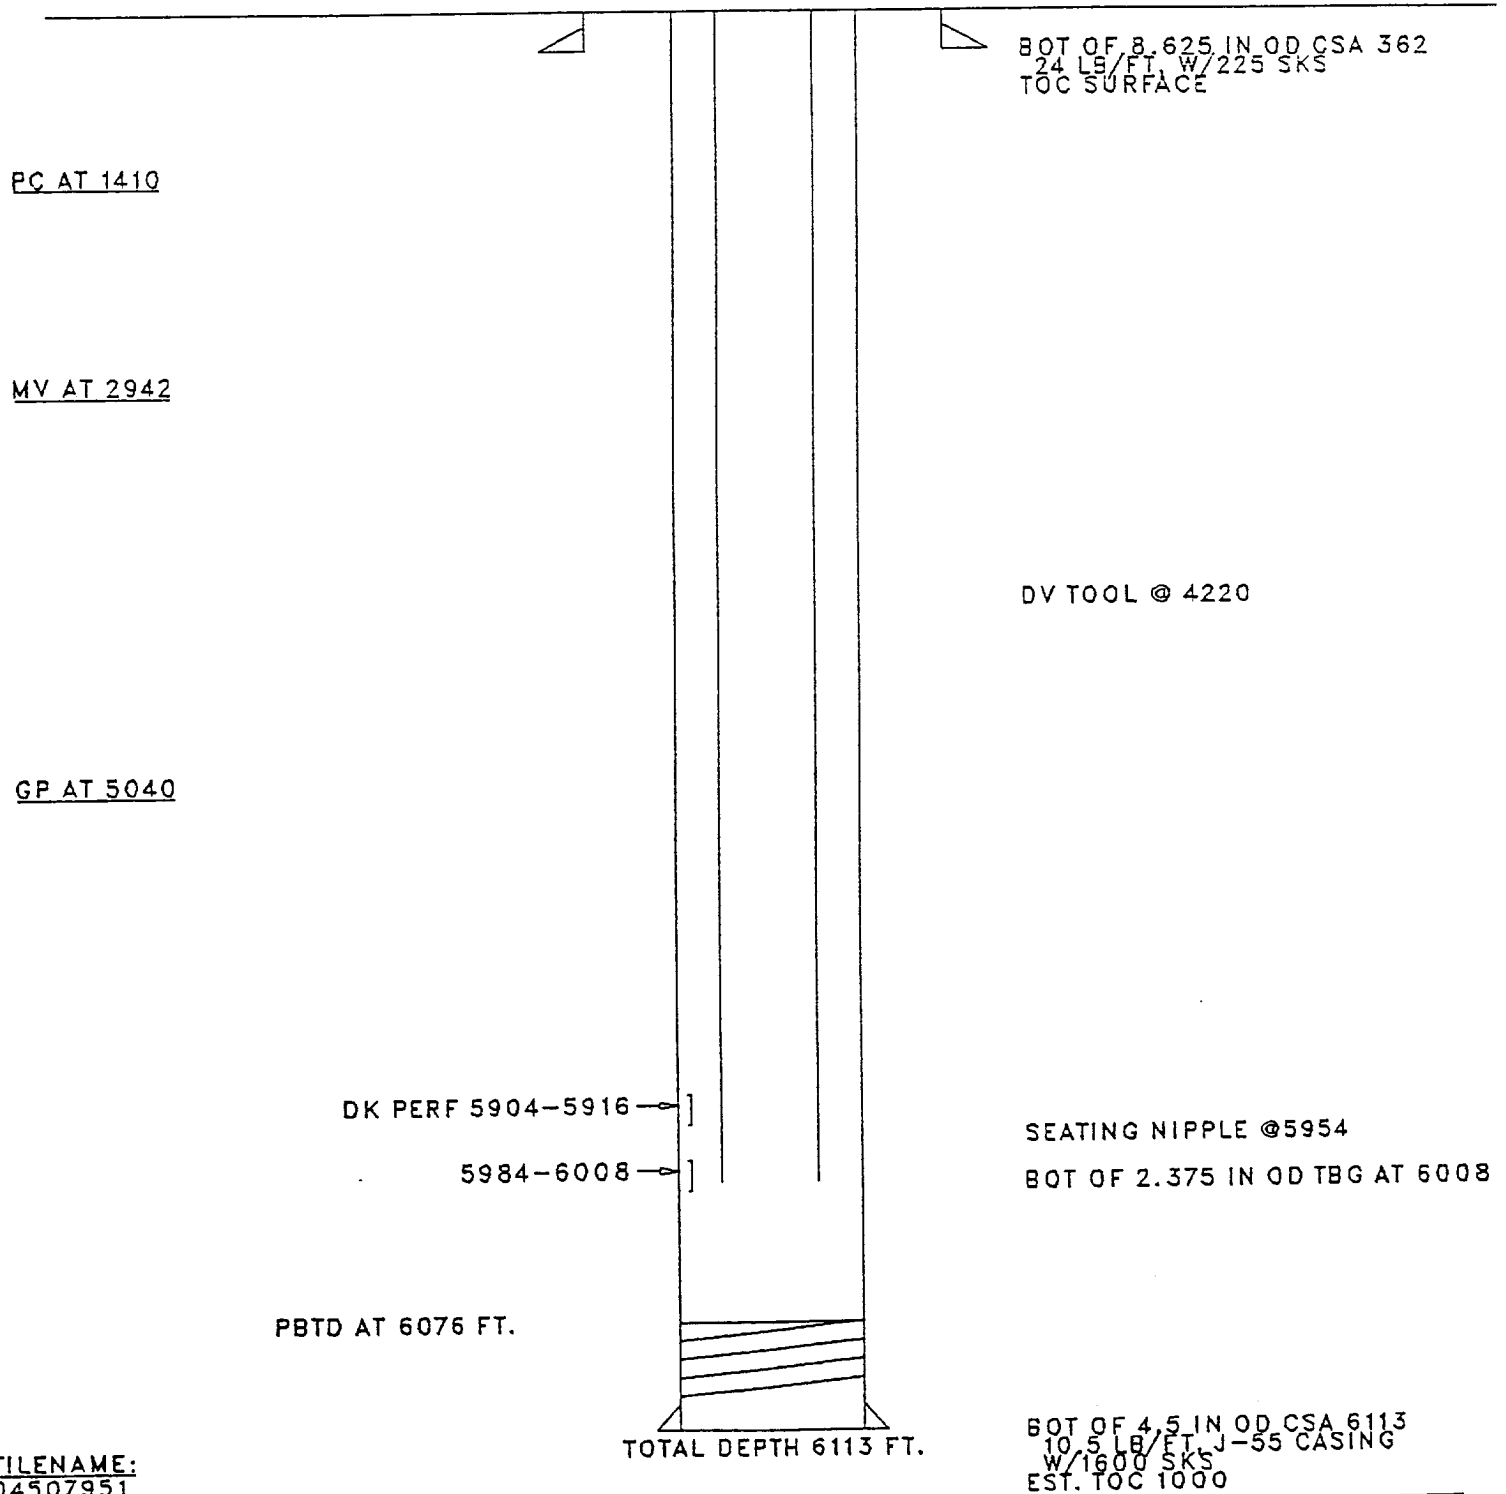 BOT OF 8.625 IN OD CSA 362
24 LB/FT, W/225 SKS
TOC SURFACE
PC AT 1410
MV AT 2942
DV TOOL @ 4220
GP AT 5040
DK PERF 5904-5916
SEATING NIPPLE @5954
5984-6008
BOT OF 2.375 IN OD TBG AT 6008
PBTD AT 6076 FT.
TOTAL DEPTH 6113 FT.
BOT OF 4.5 IN OD CSA 6113
10.5 LB/FT, J-55 CASING
W/1600 SKS
EST. TOC 1000
FILENAME:
04507951